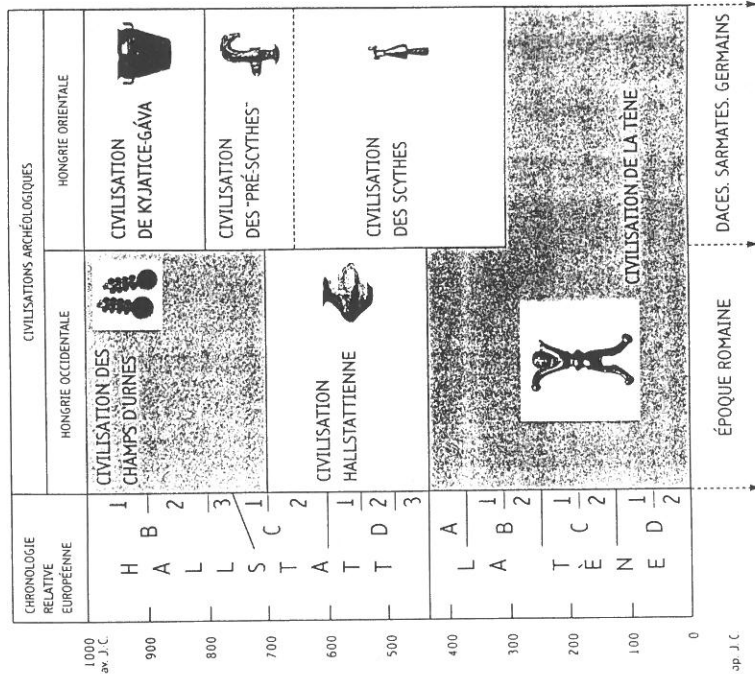 CHRONOLOGIE
RELATIVE
EUROPÉENNE
CIVILISATIONS ARCHÉOLOGIQUES
HONGRIE OCCIDENTALE
HONGRIE ORIENTALE
1000
av. J. C.
900
800
700
600
500
400
300
200
100
0
ap. J. C
HALLSTATT
B
1
2
3
C
1
2
D
1
2
3
LA TÈNE
A
B
1
2
C
1
2
D
1
2
CIVILISATION DES
CHAMPS D'URNES
CIVILISATION
HALLSTATTIENNE
CIVILISATION
DE KYJATICE-GÁVA
CIVILISATION
DES "PRÉ-SCYTHES"
CIVILISATION
DES SCYTHES
CIVILISATION DE LA TÈNE
ÉPOQUE ROMAINE
DACES, SARMATES, GERMAINS